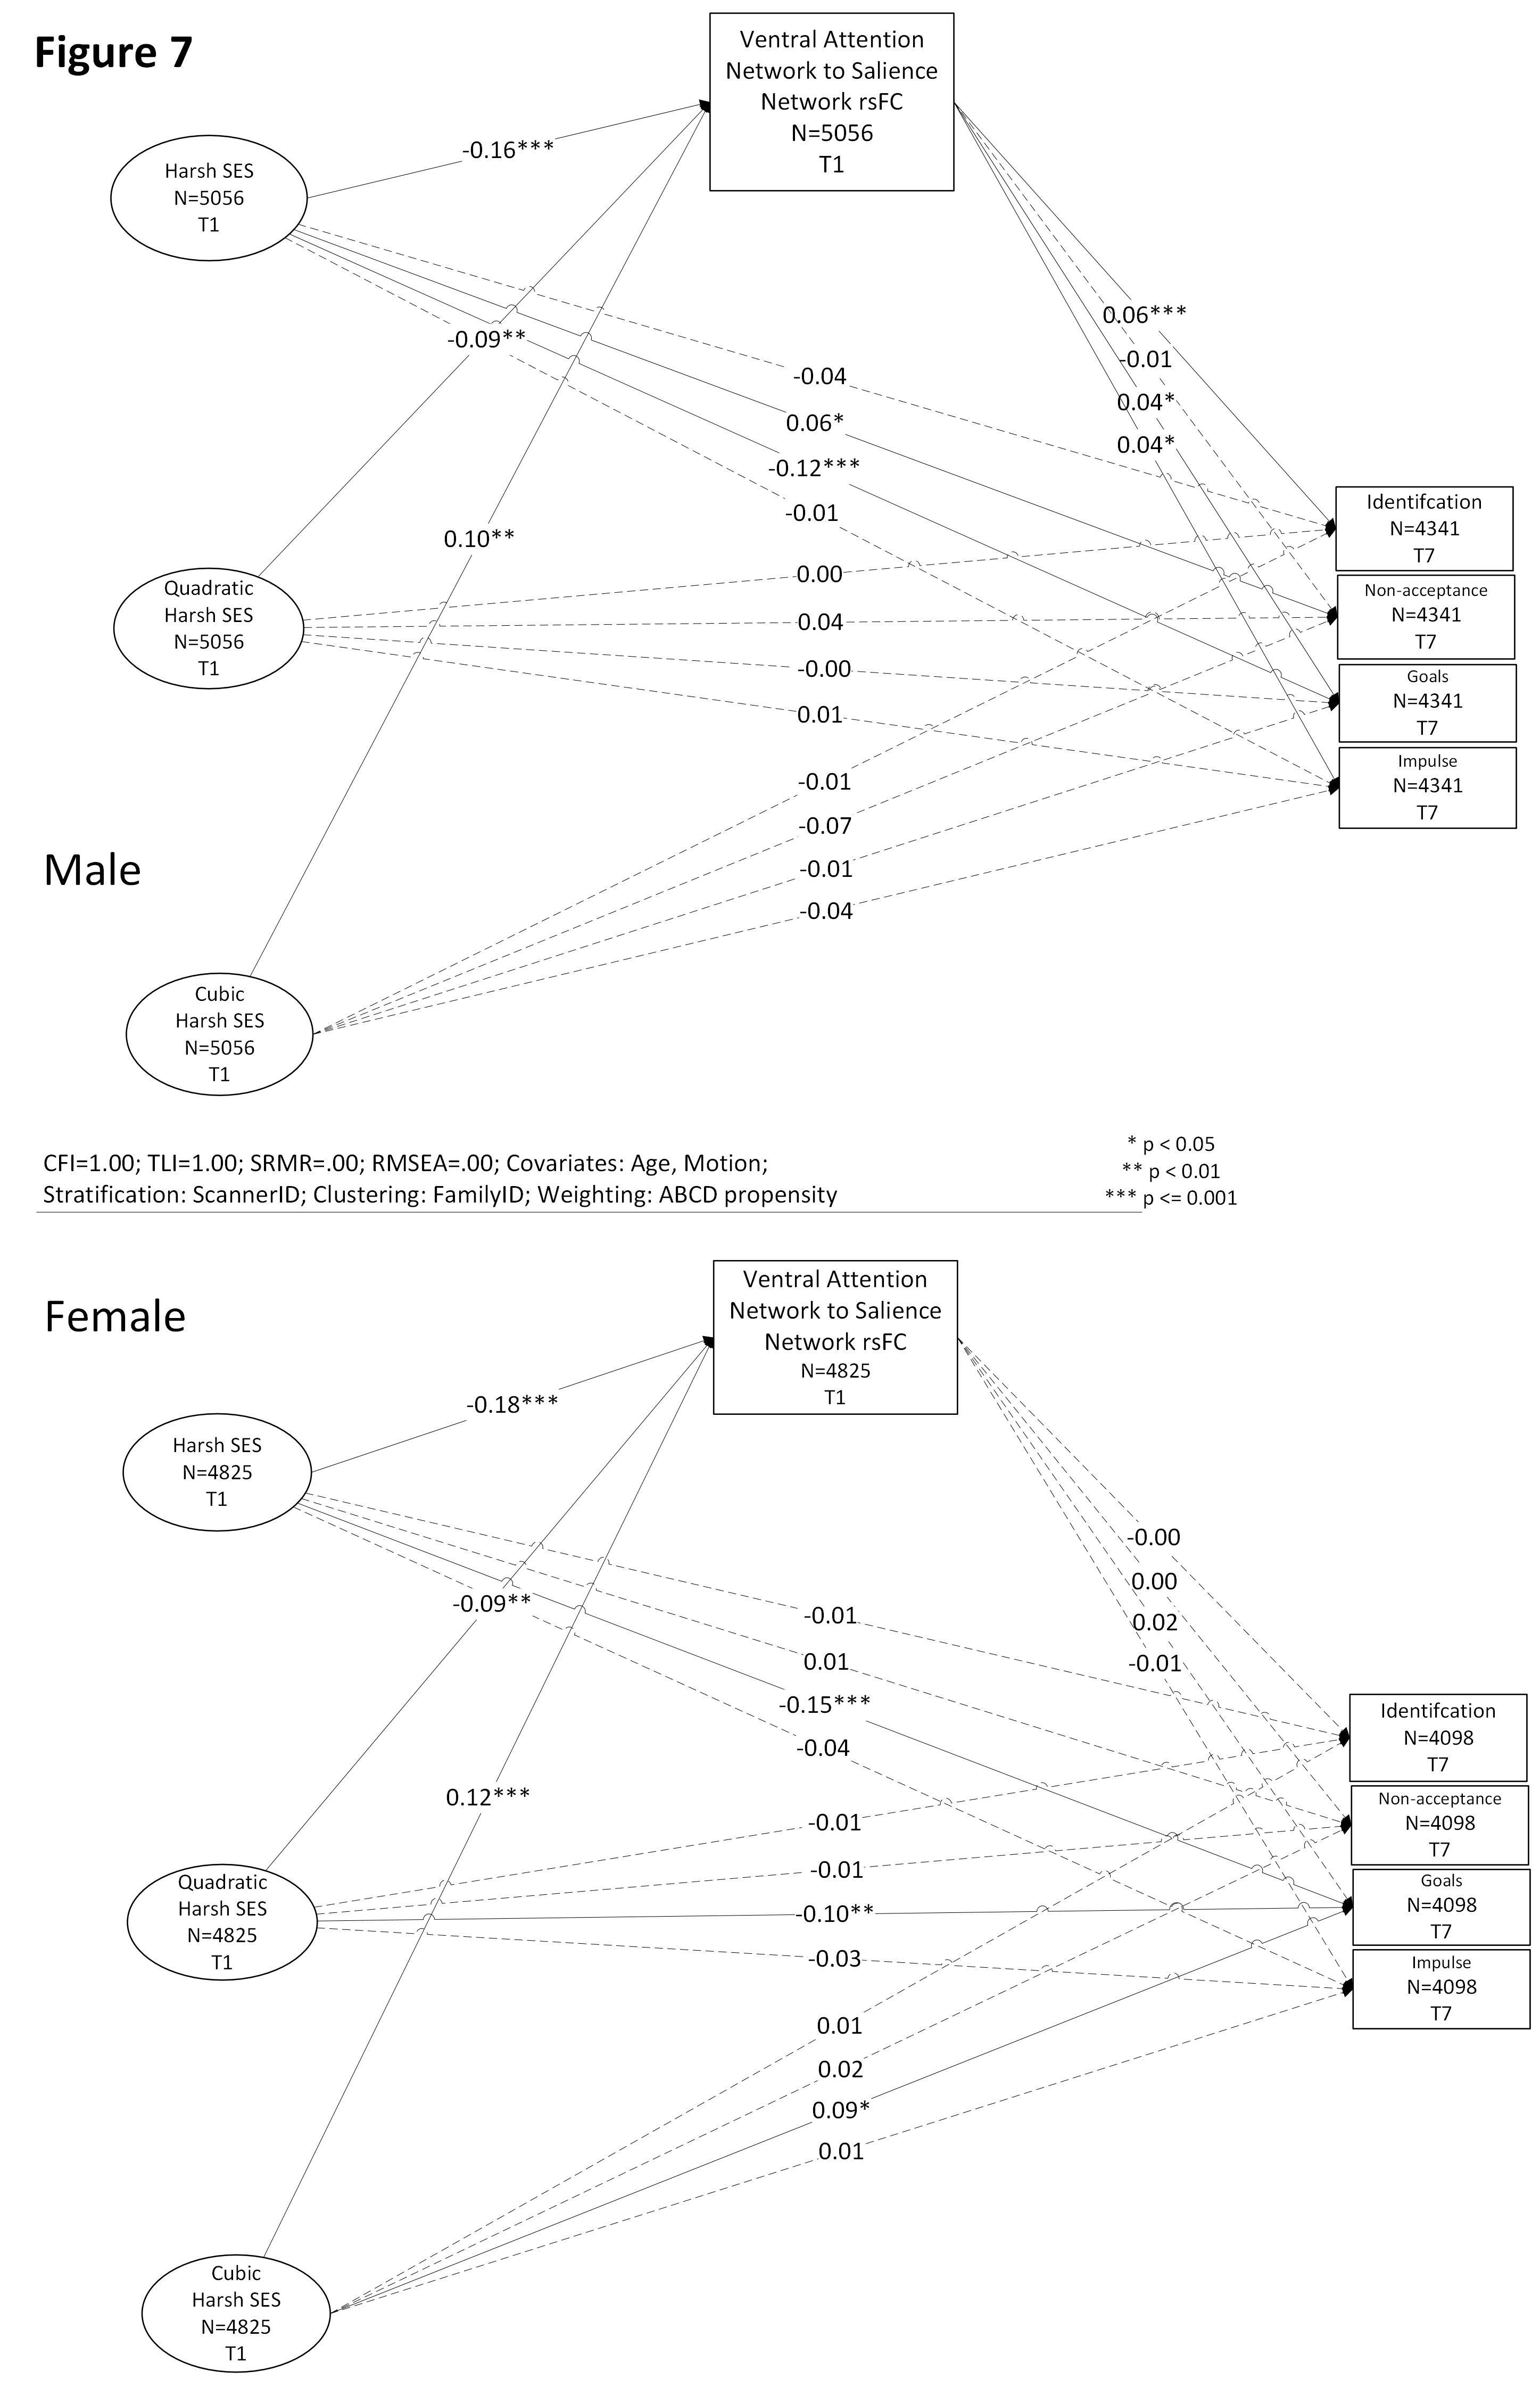 Figure 7
Ventral Attention
Network to Salience
Network rsFC
N=5056
T1
Harsh SES
N=5056
T1
-0.16***
0.06***
-0.01
0.04*
0.04*
-0.09**
-0.04
0.06*
-0.12***
-0.01
0.10**
Identifcation
N=4341
T7
Non-acceptance
N=4341
T7
Goals
N=4341
T7
Impulse
N=4341
T7
Quadratic
Harsh SES
N=5056
T1
0.00
0.04
-0.00
0.01
-0.01
-0.07
-0.01
-0.04
Male
Cubic
Harsh SES
N=5056
T1
CFI=1.00; TLI=1.00; SRMR=.00; RMSEA=.00; Covariates: Age, Motion;
Stratification: ScannerID; Clustering: FamilyID; Weighting: ABCD propensity
* p < 0.05
** p < 0.01
*** p <= 0.001
Female
Ventral Attention
Network to Salience
Network rsFC
N=4825
T1
Harsh SES
N=4825
T1
-0.18***
-0.00
0.00
0.02
-0.01
-0.09**
-0.01
0.01
-0.15***
-0.04
0.12***
Identifcation
N=4098
T7
Non-acceptance
N=4098
T7
Goals
N=4098
T7
Impulse
N=4098
T7
Quadratic
Harsh SES
N=4825
T1
-0.01
-0.01
-0.10**
-0.03
0.01
0.02
0.09*
0.01
Cubic
Harsh SES
N=4825
T1